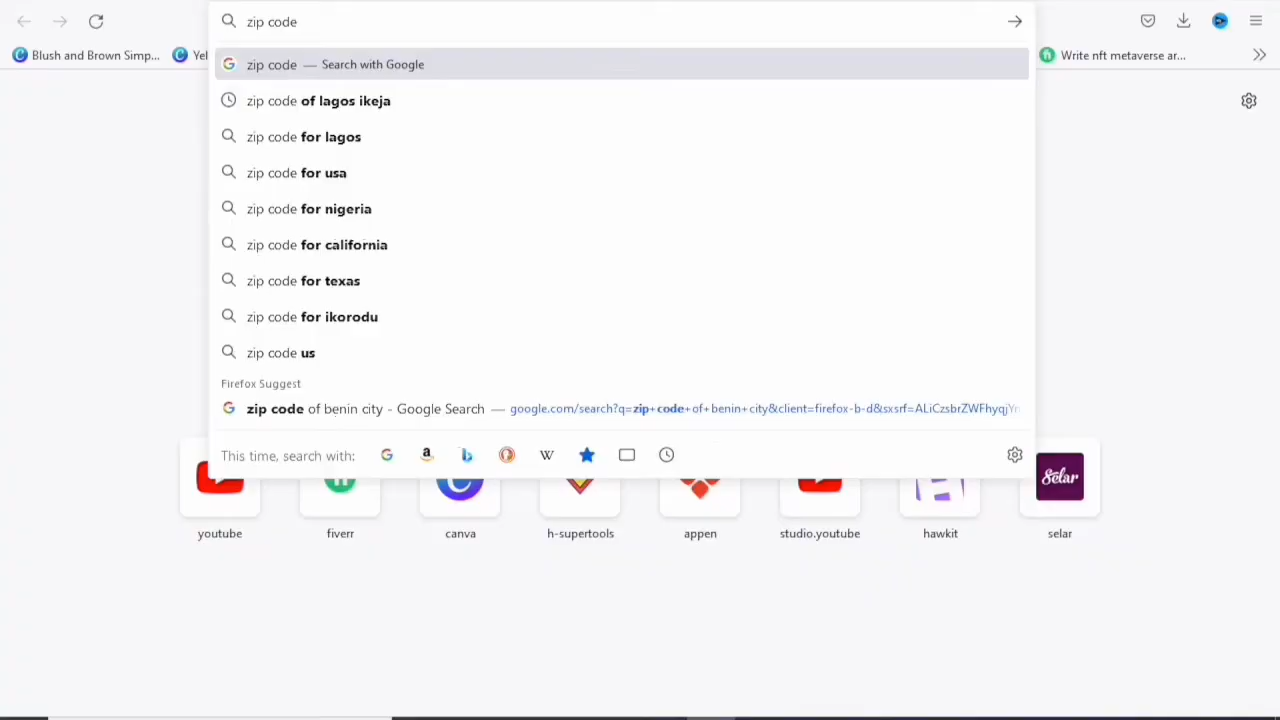 zip code
Blush and Brown Simp...
Yel
Write nft metaverse ar...
zip code — Search with Google
zip code of lagos ikeja
zip code for lagos
zip code for usa
zip code for nigeria
zip code for california
zip code for texas
zip code for ikorodu
zip code us
Firefox Suggest
zip code of benin city - Google Search — google.com/search?q=zip+code+of+benin+city&client=firefox-b-d&sxsrf=ALiCzsbrZWFhyqjYn
This time, search with:
Selar
youtube
fiverr
canva
h-supertools
appen
studio.youtube
hawkit
selar